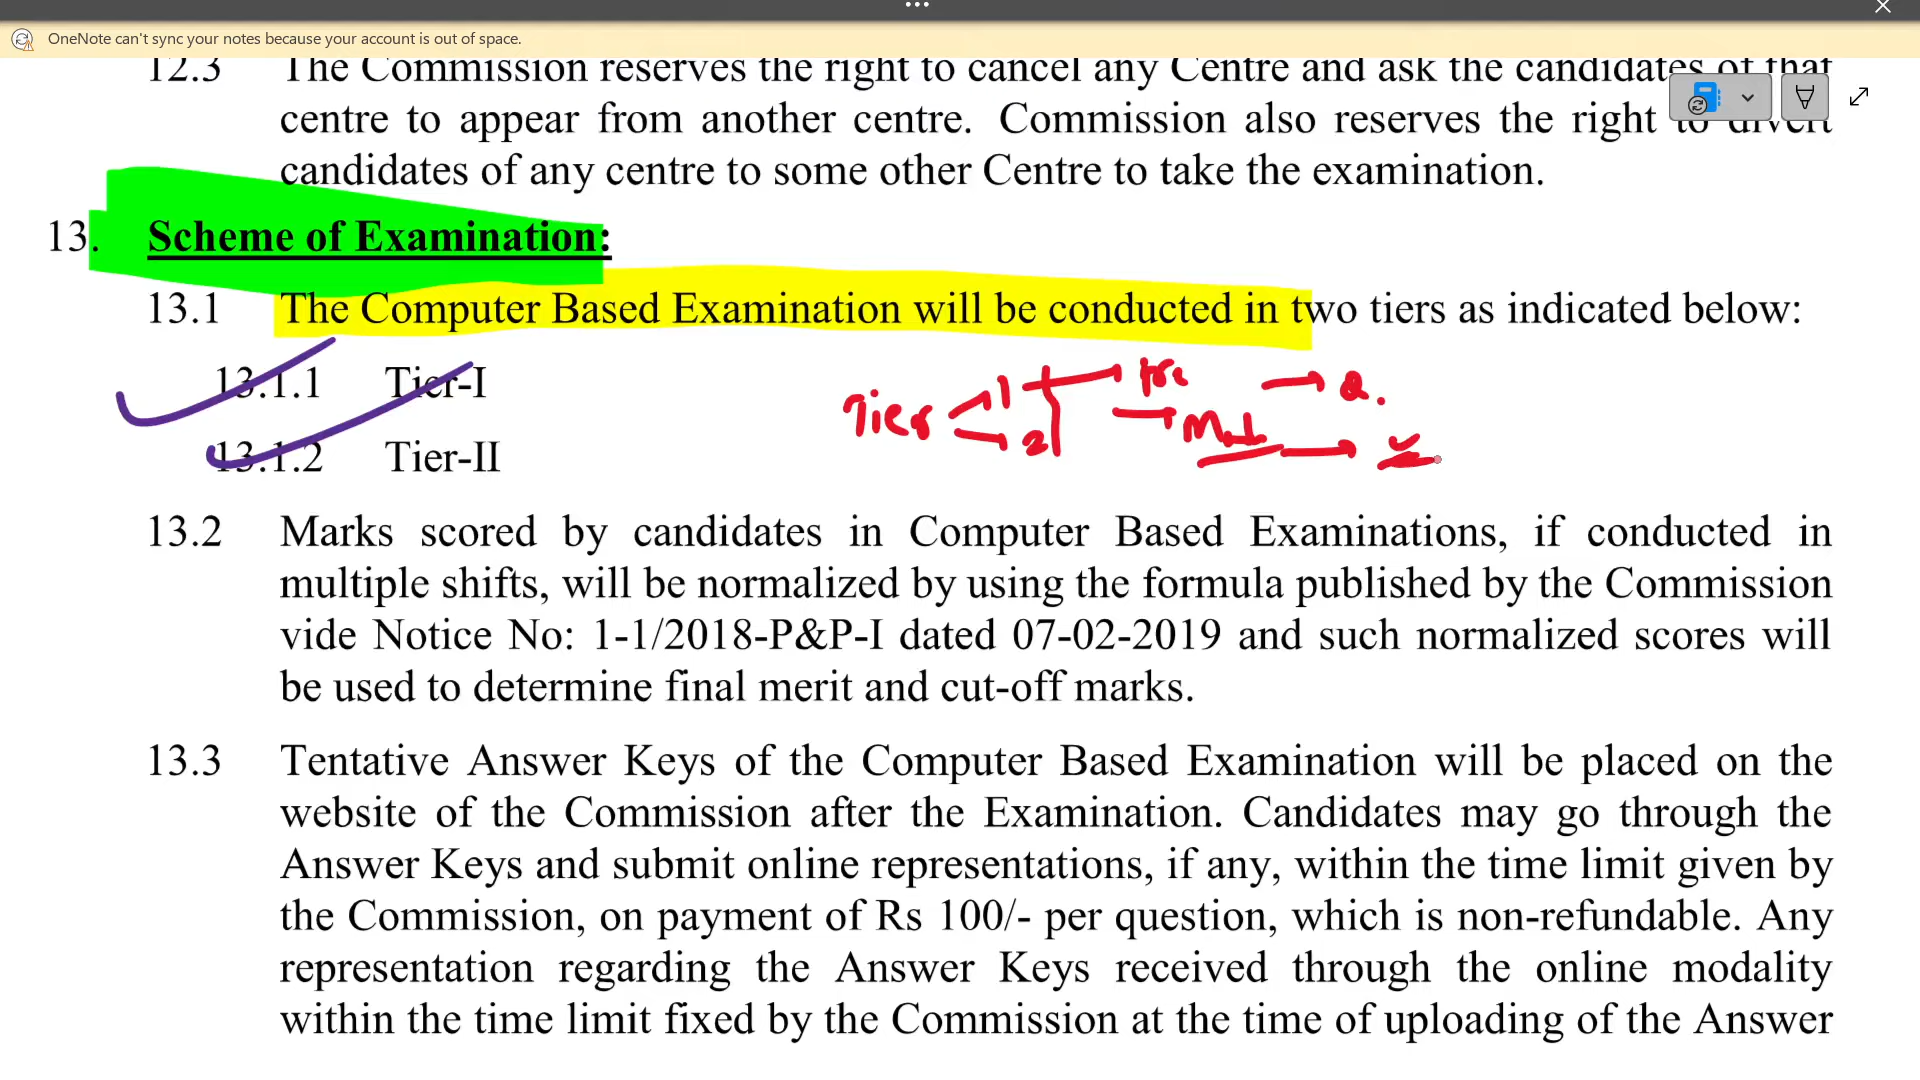 OneNote can't sync your notes because your account is out of space.
12.3 The Commission reserves the right to cancel any Centre and ask the candidates of that
centre to appear from another centre. Commission also reserves the right to divert
candidates of any centre to some other Centre to take the examination.
13. Scheme of Examination:
13.1 The Computer Based Examination will be conducted in two tiers as indicated below:
13.1.1 Tier-I
13.1.2 Tier-II
Tier 1 2 Pre Q.
13.2 Marks scored by candidates in Computer Based Examinations, if conducted in
multiple shifts, will be normalized by using the formula published by the Commission
vide Notice No: 1-1/2018-P&P-I dated 07-02-2019 and such normalized scores will
be used to determine final merit and cut-off marks.
13.3 Tentative Answer Keys of the Computer Based Examination will be placed on the
website of the Commission after the Examination. Candidates may go through the
Answer Keys and submit online representations, if any, within the time limit given by
the Commission, on payment of Rs 100/- per question, which is non-refundable. Any
representation regarding the Answer Keys received through the online modality
within the time limit fixed by the Commission at the time of uploading of the Answer